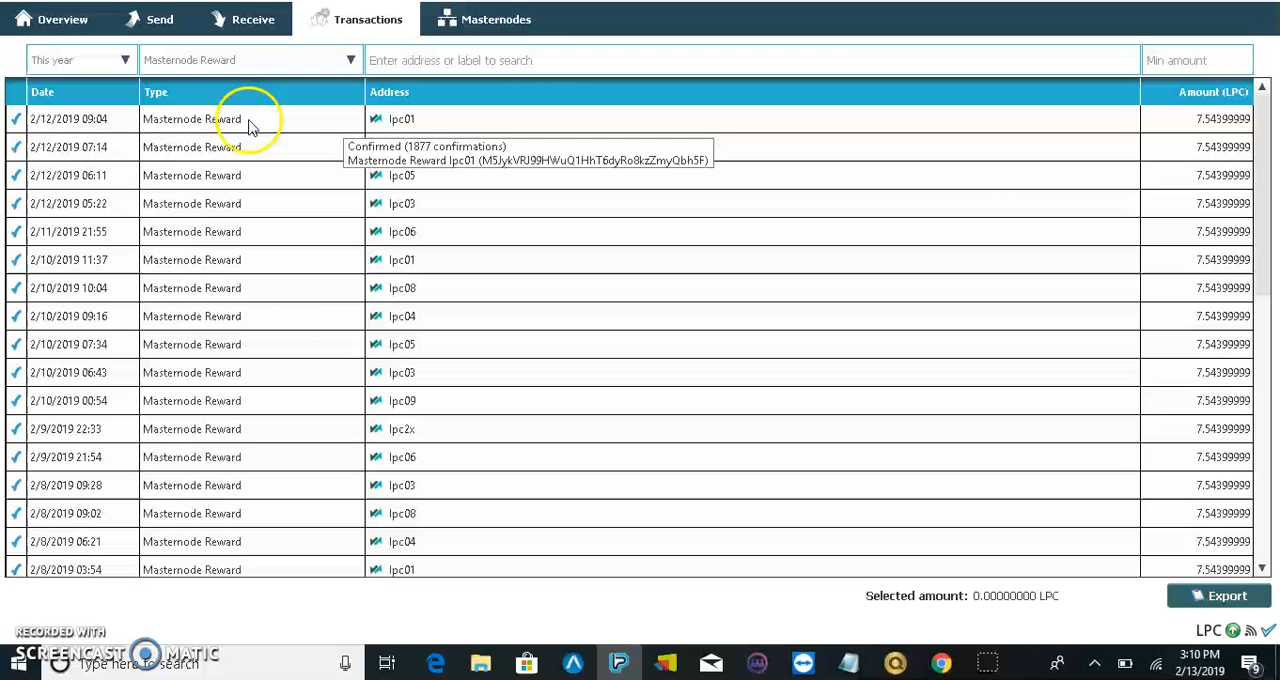 Overview Send Receive Transactions Masternodes
This year Masternode Reward Enter address or label to search Min amount
Date Type Address Amount (LPC)
2/12/2019 09:04 Masternode Reward lpc01 7.54399999
Confirmed (1877 confirmations)
2/12/2019 07:14 Masternode Reward 7.54399999
Masternode Reward lpc01 (M5JykVRJ99HWuQ1HhT6dyRo8kzZmyQbh5F)
2/12/2019 06:11 Masternode Reward lpc05 7.54399999
2/12/2019 05:22 Masternode Reward lpc03 7.54399999
2/11/2019 21:55 Masternode Reward lpc06 7.54399999
2/10/2019 11:37 Masternode Reward lpc01 7.54399999
2/10/2019 10:04 Masternode Reward lpc08 7.54399999
2/10/2019 09:16 Masternode Reward lpc04 7.54399999
2/10/2019 07:34 Masternode Reward lpc05 7.54399999
2/10/2019 06:43 Masternode Reward lpc03 7.54399999
2/10/2019 00:54 Masternode Reward lpc09 7.54399999
2/9/2019 22:33 Masternode Reward lpc2x 7.54399999
2/9/2019 21:54 Masternode Reward lpc06 7.54399999
2/8/2019 09:28 Masternode Reward lpc03 7.54399999
2/8/2019 09:02 Masternode Reward lpc08 7.54399999
2/8/2019 06:21 Masternode Reward lpc04 7.54399999
2/8/2019 03:54 Masternode Reward lpc01 7.54399999
Selected amount: 0.00000000 LPC Export
LPC
RECORDED WITH
SCREENCAST MATIC
Type here to search
3:10 PM
2/13/2019
9